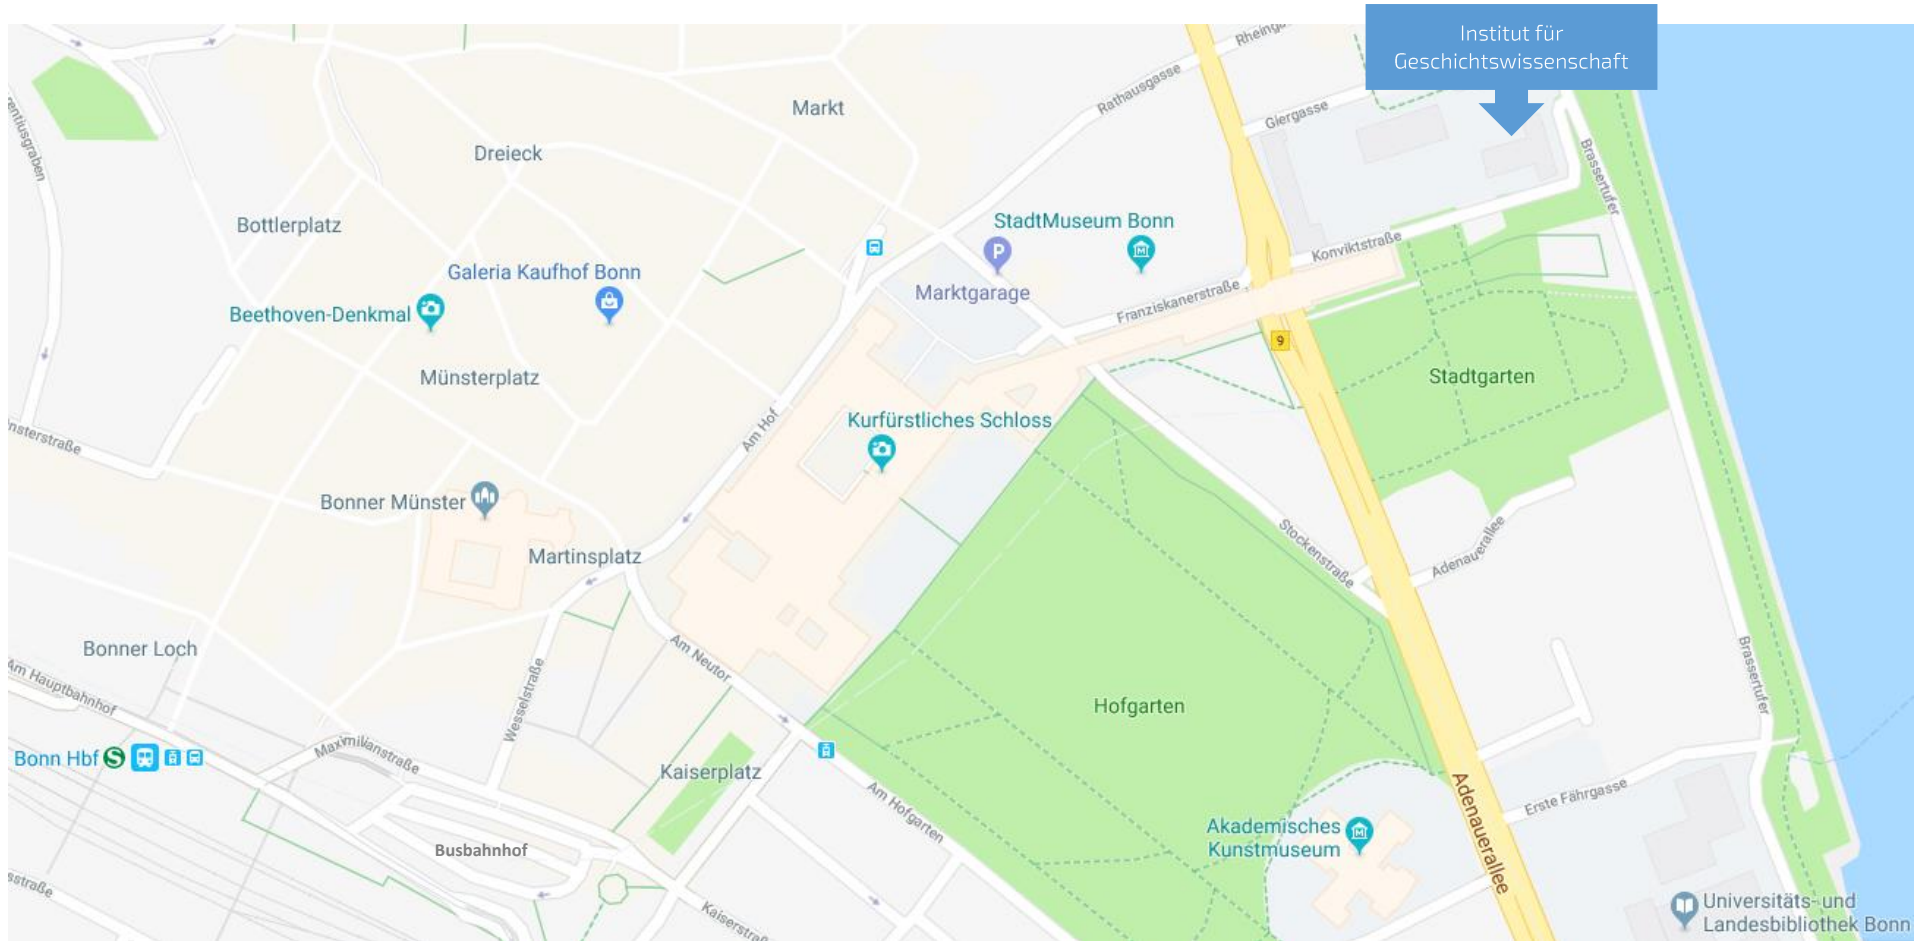 Institut für
Geschichtswissenschaft
Rathausgasse
Markt
Giergasse
Dreieck
Brassertufer
Bottlerplatz
StadtMuseum Bonn
P
Konviktstraße
Galeria Kaufhof Bonn
Marktgarage
Franziskanerstraße
Beethoven-Denkmal
9
Münsterplatz
Stadtgarten
Am Hof
Kurfürstliches Schloss
Bonner Münster
Martinsplatz
Stockenstraße
Adenauerallee
Bonner Loch
Am Neutor
Brassertufer
Am Hauptbahnhof
Wesselstraße
Hofgarten
Maxmilianstraße
Bonn Hbf S
Kaiserplatz
Am Hofgarten
Adenauerallee
Erste Fährgasse
Akademisches
Kunstmuseum
Busbahnhof
Universitäts- und
Landesbibliothek Bonn